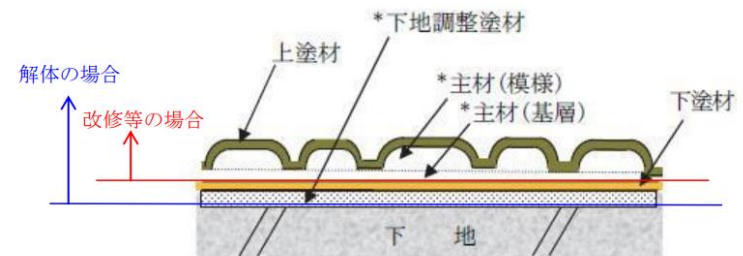 *下地調整塗材
上塗材
解体の場合
*主材(模様)
*主材(基層)
下塗材
改修等の場合
下 地